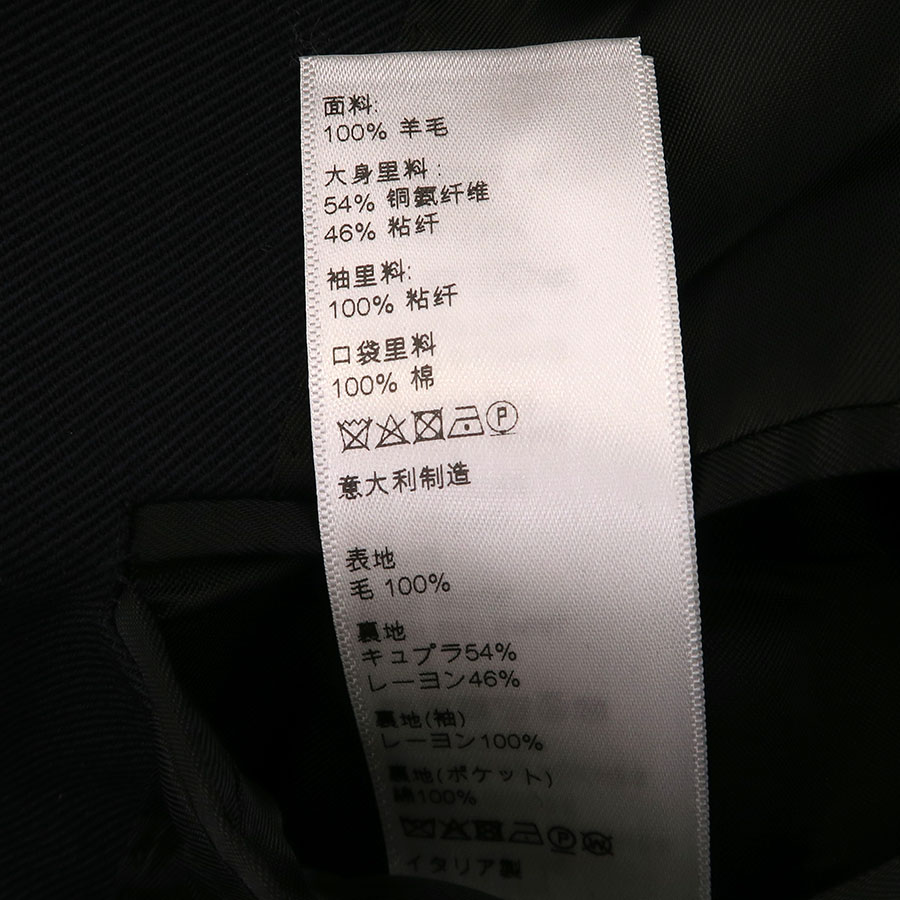 面料:
100% 羊毛
大身里料:
54% 铜氨纤维
46% 粘纤
袖里料:
100% 粘纤
口袋里料
100% 棉
P
意大利制造
表地
毛 100%
裏地
キュプラ54%
レーヨン46%
裏地(袖)
レーヨン100%
裏地(ポケット)
綿100%
P W
イタリア製